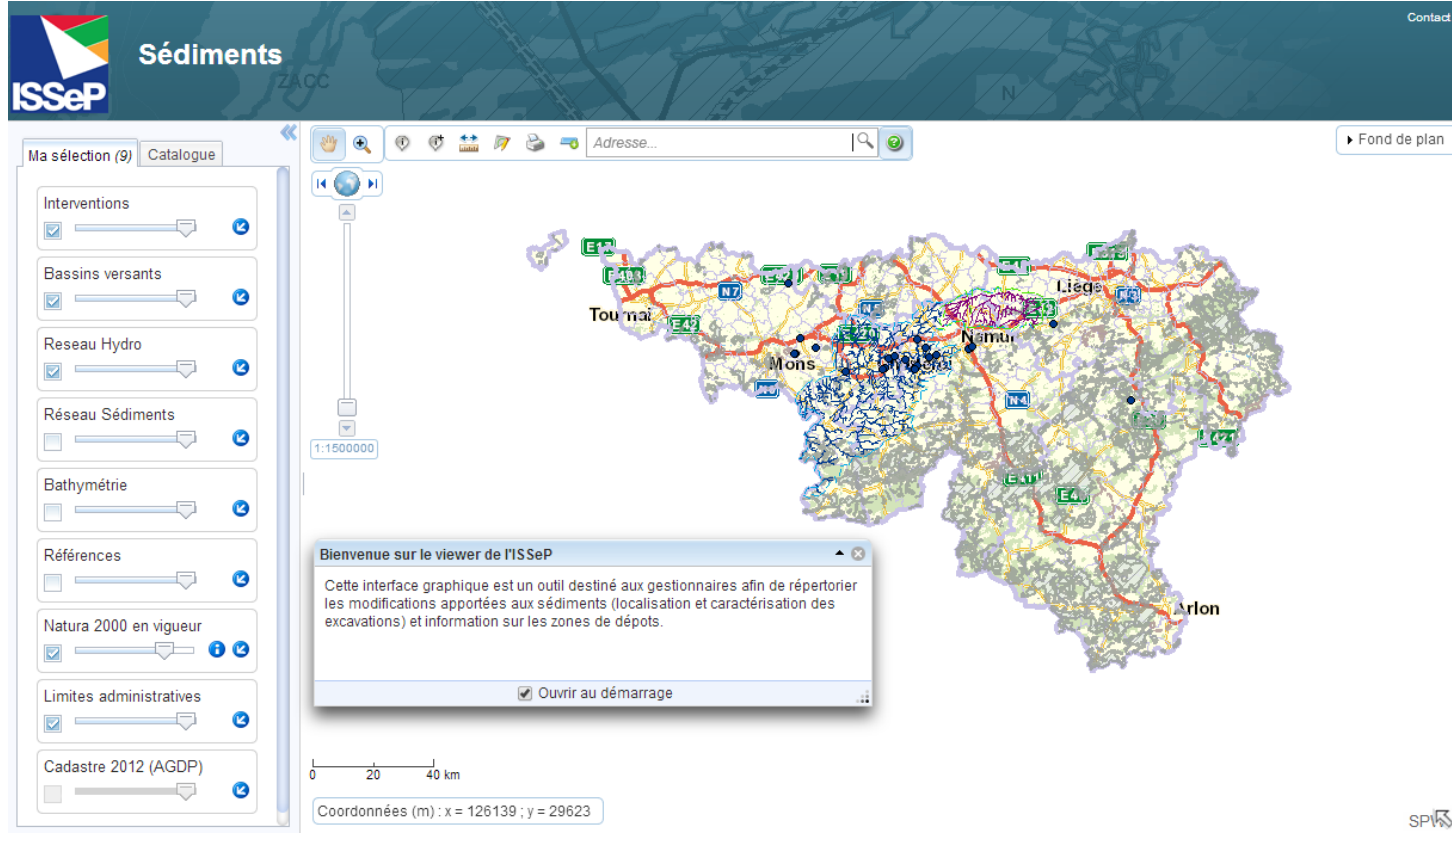 Contact
Sédiments
ISSeP
ZACC
N
Ma sélection (9)
Catalogue
Adresse...
Fond de plan
Interventions
Bassins versants
Reseau Hydro
Réseau Sédiments
Bathymétrie
Références
Natura 2000 en vigueur
Limites administratives
Cadastre 2012 (AGDP)
1:1500000
N7
Liège
Tournai
E42
N5
Namur
Mons
N4
Arlon
Bienvenue sur le viewer de l'ISSeP
Cette interface graphique est un outil destiné aux gestionnaires afin de répertorier
les modifications apportées aux sédiments (localisation et caractérisation des
excavations) et information sur les zones de dépots.
Ouvrir au démarrage
0 20 40 km
Coordonnées (m) : x = 126139 ; y = 29623